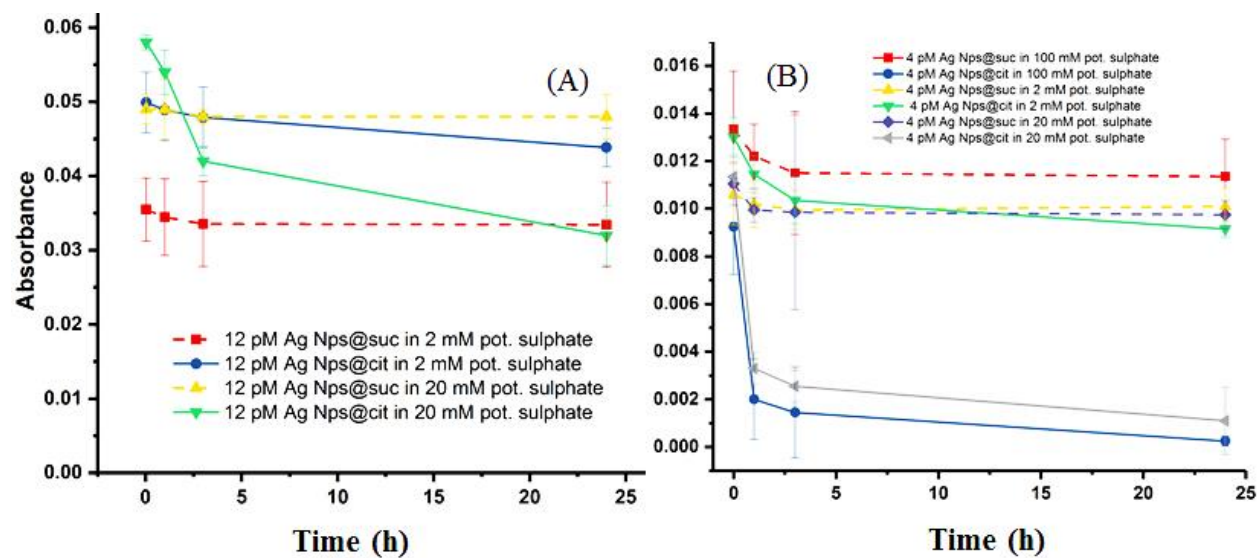 0.06
0.05
0.04
0.03
0.02
0.01
0.00
Absorbance
(A)
12 pM Ag Nps@suc in 2 mM pot. sulphate
12 pM Ag Nps@cit in 2 mM pot. sulphate
12 pM Ag Nps@suc in 20 mM pot. sulphate
12 pM Ag Nps@cit in 20 mM pot. sulphate
0 5 10 15 20 25
Time (h)
0.016
0.014
0.012
0.010
0.008
0.006
0.004
0.002
0.000
(B)
4 pM Ag Nps@suc in 100 mM pot. sulphate
4 pM Ag Nps@cit in 100 mM pot. sulphate
4 pM Ag Nps@suc in 2 mM pot. sulphate
4 pM Ag Nps@cit in 2 mM pot. sulphate
4 pM Ag Nps@suc in 20 mM pot. sulphate
4 pM Ag Nps@cit in 20 mM pot. sulphate
0 5 10 15 20 25
Time (h)